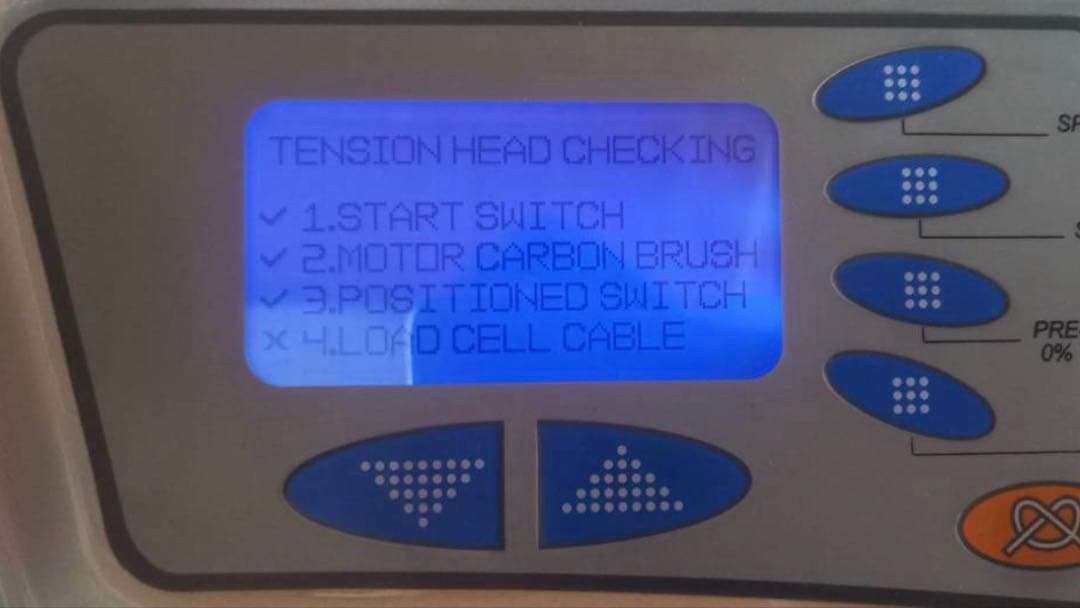 TENSION HEAD CHECKING
✓ 1.START SWITCH
✓ 2.MOTOR CARBON BRUSH
✓ 3.POSITIONED SWITCH
✕ 4.LOAD CELL CABLE
PRE
0%